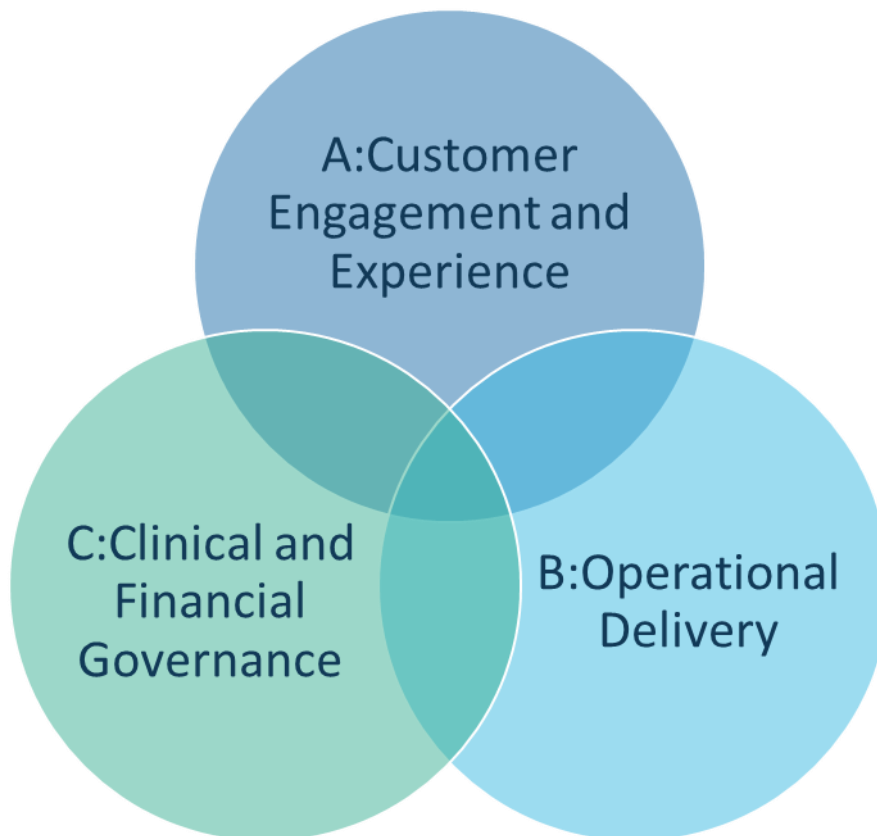 A:Customer
Engagement and
Experience
C:Clinical and
Financial
Governance
B:Operational
Delivery